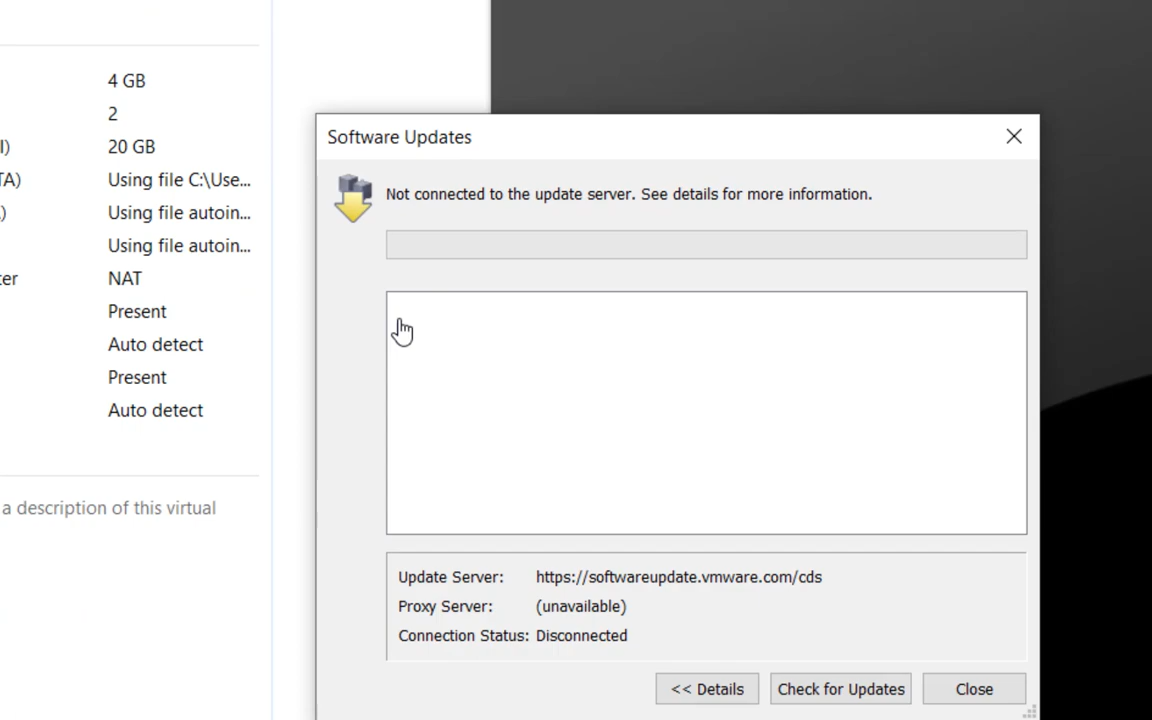 4 GB
2
l)
20 GB
TA)
Using file C:\Use...
.)
Using file autoin...
Using file autoin...
ter
NAT
Present
Auto detect
Present
Auto detect
a description of this virtual
Software Updates
Not connected to the update server. See details for more information.
Update Server: https://softwareupdate.vmware.com/cds
Proxy Server: (unavailable)
Connection Status: Disconnected
<< Details
Check for Updates
Close